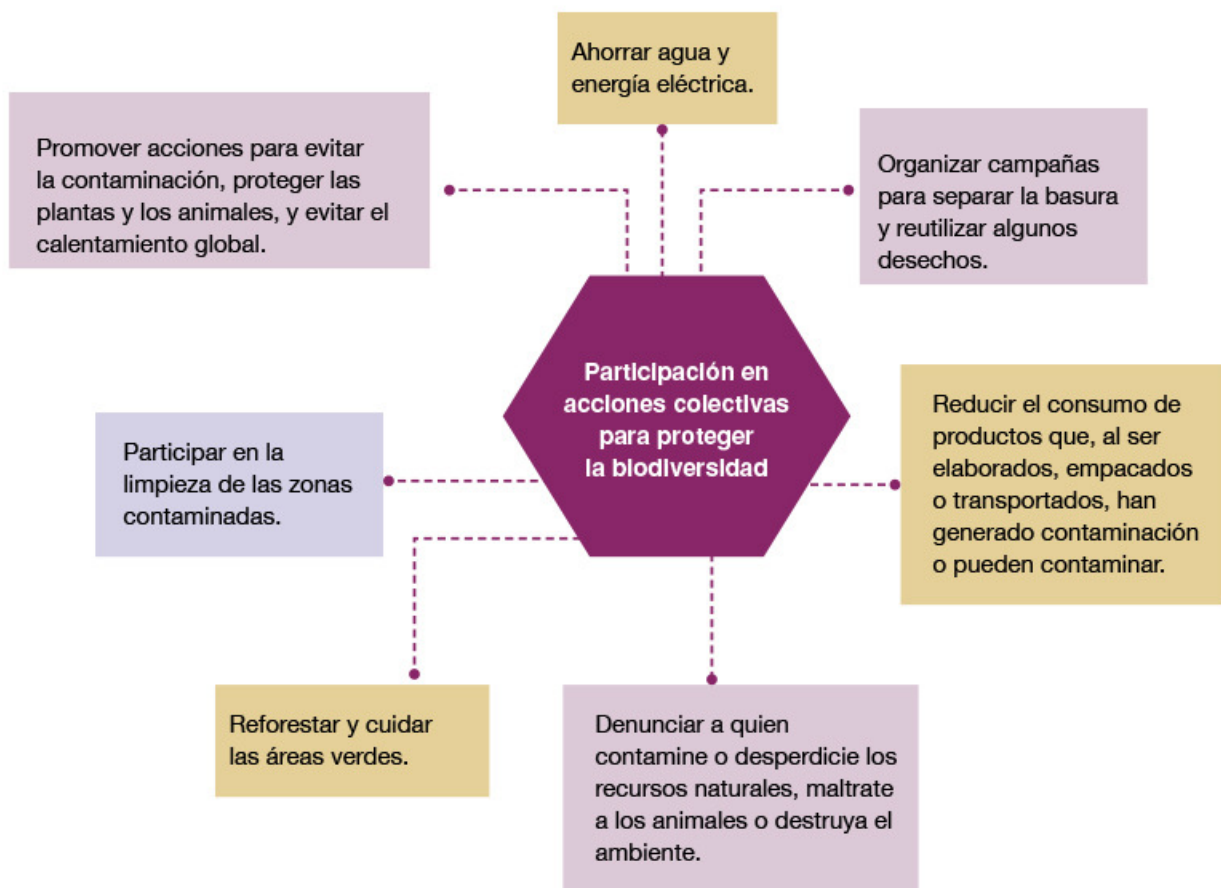 Ahorrar agua y
energía eléctrica.
Promover acciones para evitar
la contaminación, proteger las
plantas y los animales, y evitar el
calentamiento global.
Organizar campañas
para separar la basura
y reutilizar algunos
desechos.
Participación en
acciones colectivas
para proteger
la biodiversidad
Participar en la
limpieza de las zonas
contaminadas.
Reducir el consumo de
productos que, al ser
elaborados, empacados
o transportados, han
generado contaminación
o pueden contaminar.
Reforestar y cuidar
las áreas verdes.
Denunciar a quien
contamine o desperdicie los
recursos naturales, maltrate
a los animales o destruya el
ambiente.